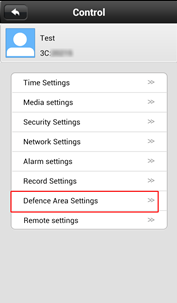 Control
Test
3C
Time Settings
Media settings
Security Settings
Network Settings
Alarm settings
Record Settings
Defence Area Settings
Remote settings